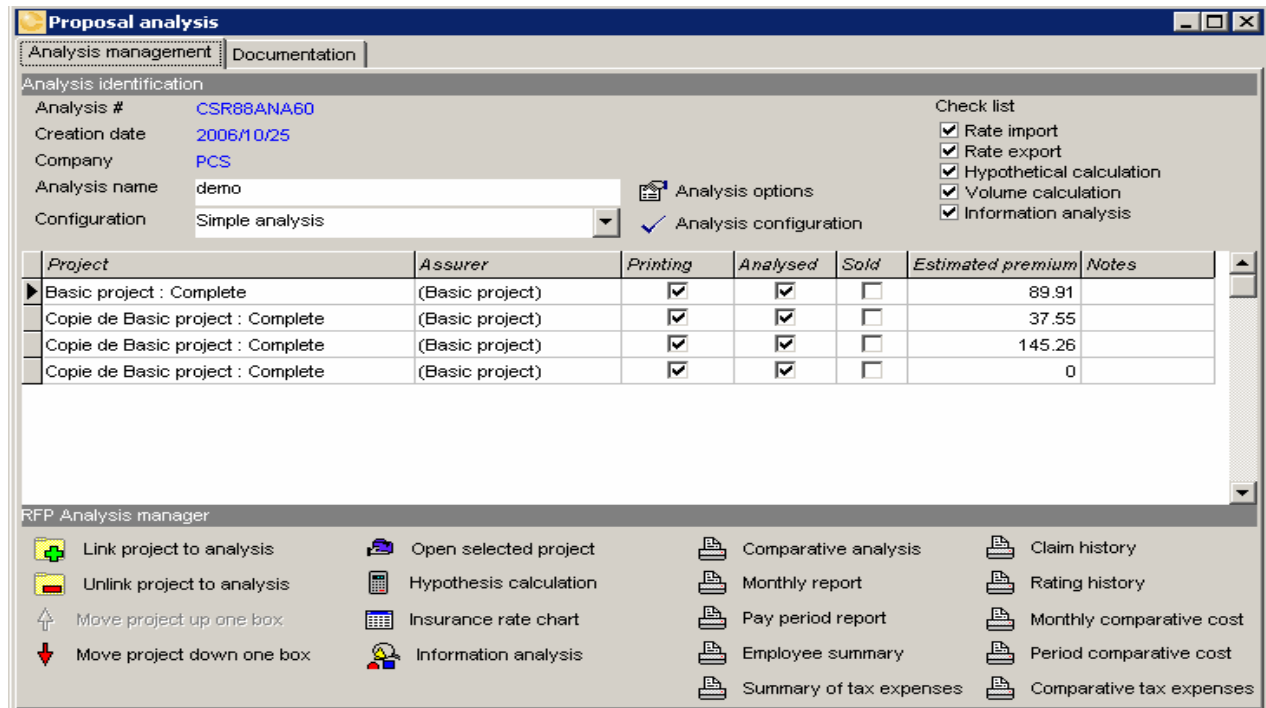 Proposal analysis
Analysis management Documentation
Analysis identification
Analysis # CSR88ANA60
Creation date 2006/10/25
Company PCS
Analysis name demo
Configuration Simple analysis
Analysis options
Analysis configuration
Check list
Rate import
Rate export
Hypothetical calculation
Volume calculation
Information analysis
Project Assurer Printing Analysed Sold Estimated premium Notes
Basic project : Complete (Basic project) 89.91
Copie de Basic project : Complete (Basic project) 37.55
Copie de Basic project : Complete (Basic project) 145.26
Copie de Basic project : Complete (Basic project) 0
RFP Analysis manager
Link project to analysis Open selected project Comparative analysis Claim history
Unlink project to analysis Hypothesis calculation Monthly report Rating history
Move project up one box Insurance rate chart Pay period report Monthly comparative cost
Move project down one box Information analysis Employee summary Period comparative cost
Summary of tax expenses Comparative tax expenses